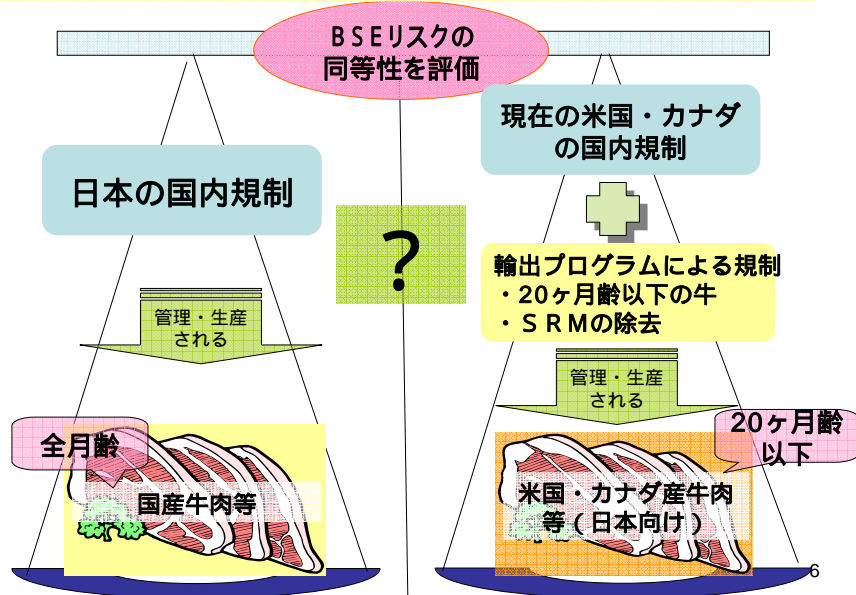 ＢＳＥリスクの
同等性を評価
日本の国内規制
管理・生産
される
全月齢
国産牛肉等
？
現在の米国・カナダ
の国内規制
輸出プログラムによる規制
・20ヶ月齢以下の牛
・ＳＲＭの除去
管理・生産
される
20ヶ月齢
以下
米国・カナダ産牛肉
等（日本向け）
6